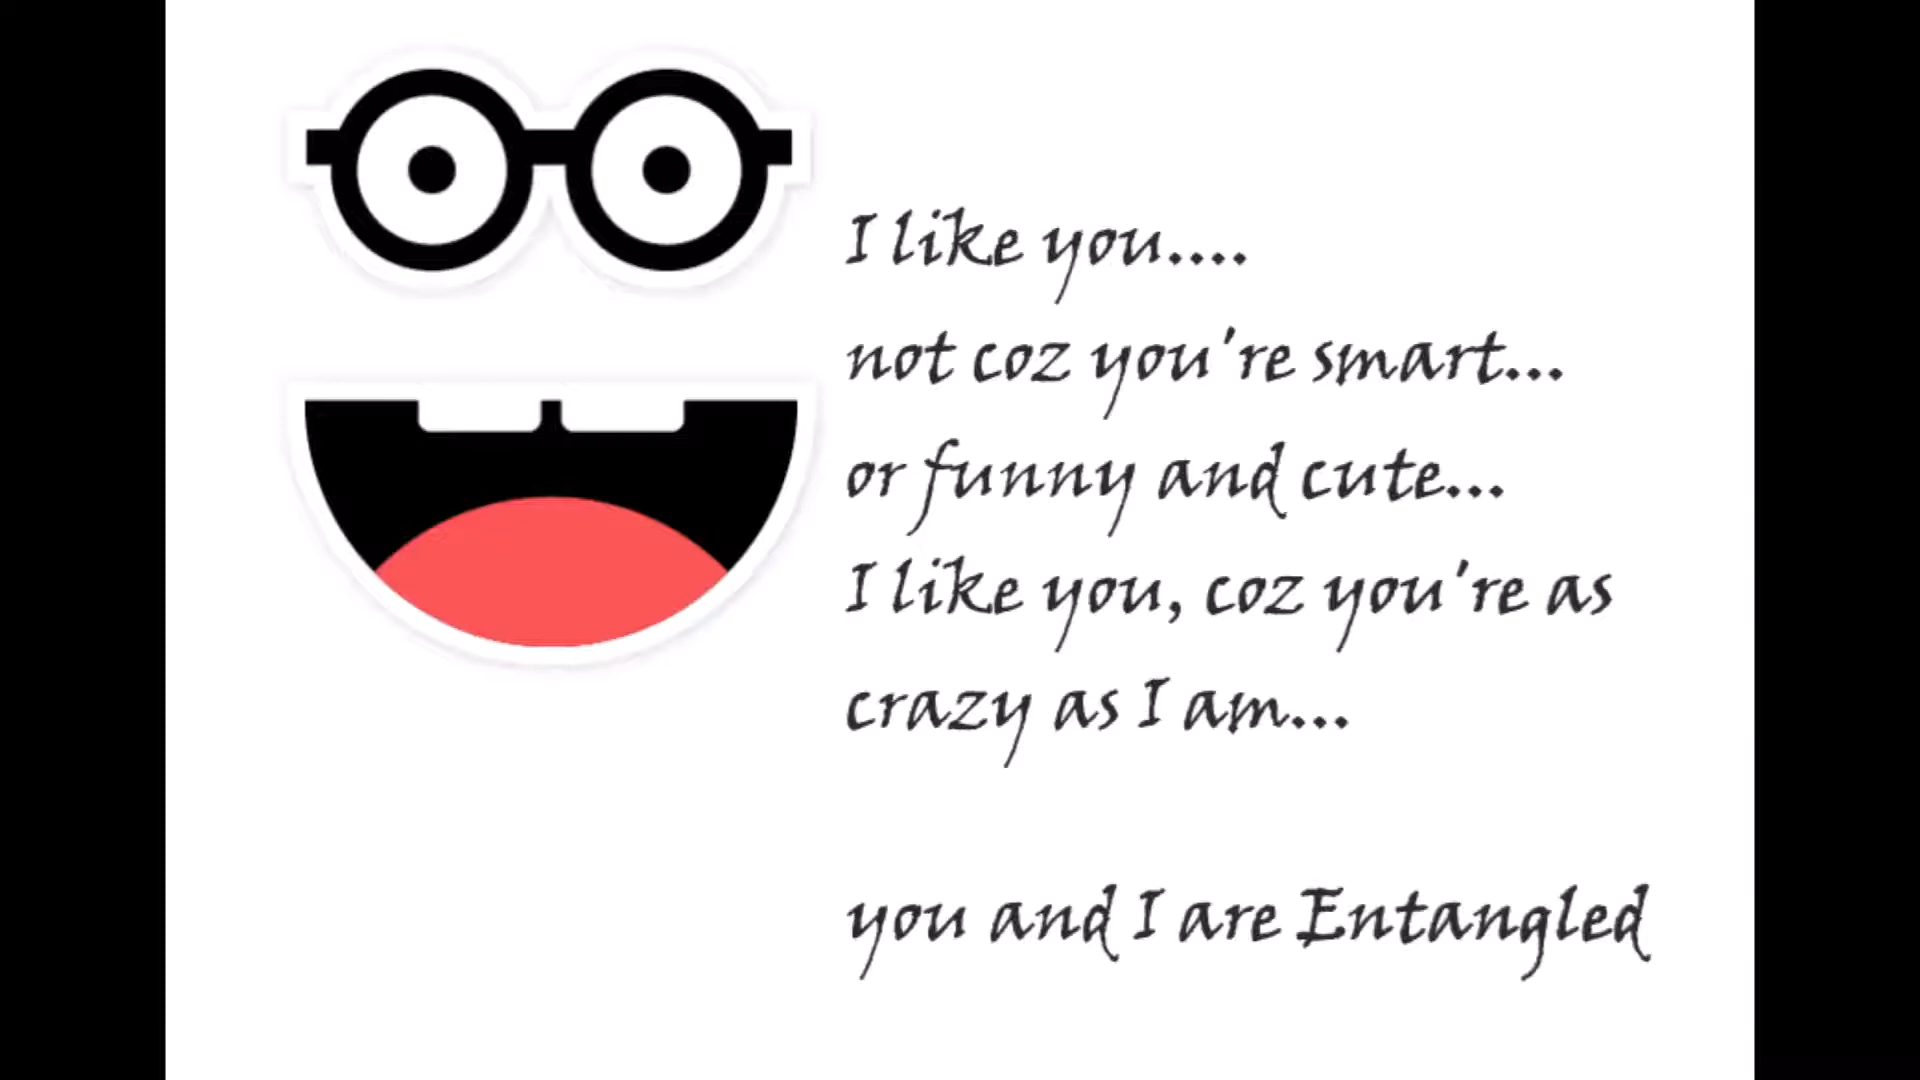 I like you....
not coz you're smart...
or funny and cute...
I like you, coz you're as
crazy as I am...
you and I are Entangled